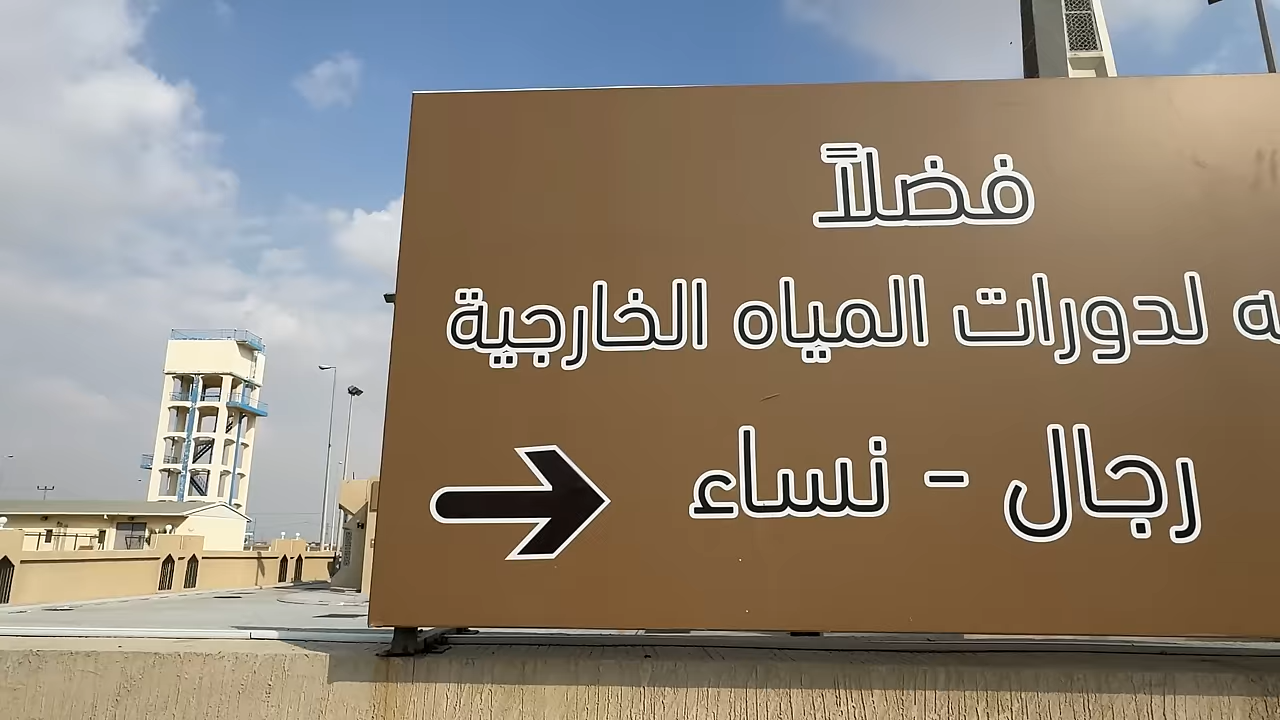 فضلاً
لدورات المياه الخارجية
رجال - نساء